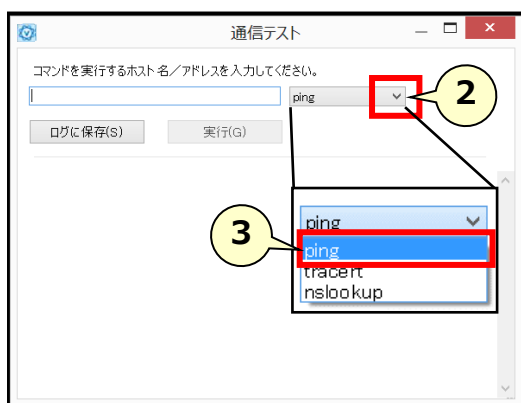 通信テスト
コマンドを実行するホスト名／アドレスを入力してください。
ping
2
ログに保存(S)
実行(G)
ping
3
ping
tracert
nslookup